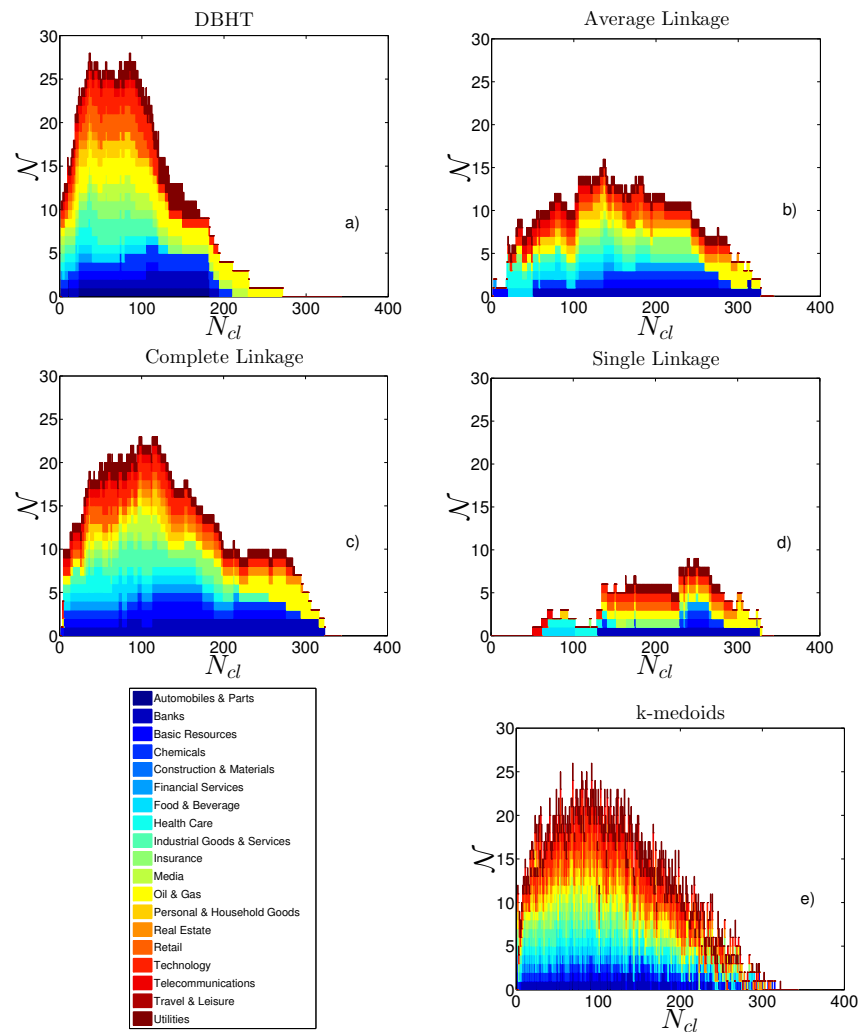 DBHT
30
25
20
15
10
5
0
𝒩
a)
0 100 200 300 400
N_cl
Average Linkage
30
25
20
15
10
5
0
𝒩
b)
0 100 200 300 400
N_cl
Complete Linkage
30
25
20
15
10
5
0
𝒩
c)
0 100 200 300 400
N_cl
Single Linkage
30
25
20
15
10
5
0
𝒩
d)
0 100 200 300 400
N_cl
Automobiles & Parts
Banks
Basic Resources
Chemicals
Construction & Materials
Financial Services
Food & Beverage
Health Care
Industrial Goods & Services
Insurance
Media
Oil & Gas
Personal & Household Goods
Real Estate
Retail
Technology
Telecommunications
Travel & Leisure
Utilities
k-medoids
30
25
20
15
10
5
0
𝒩
e)
0 100 200 300 400
N_cl